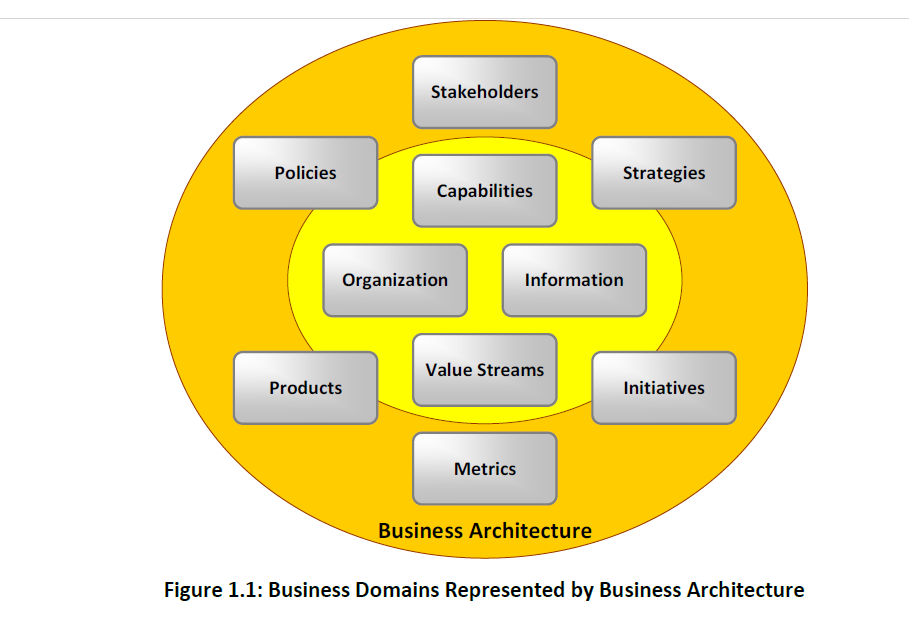 Stakeholders
Policies
Strategies
Capabilities
Organization
Information
Value Streams
Products
Initiatives
Metrics
Business Architecture
Figure 1.1: Business Domains Represented by Business Architecture